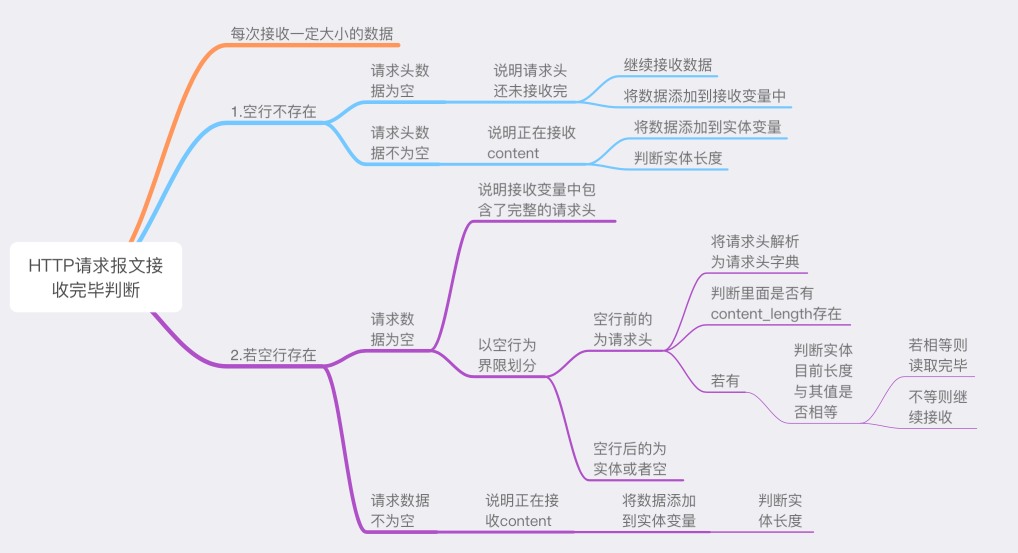 HTTP请求报文接
收完毕判断
每次接收一定大小的数据
1.空行不存在
请求头数
据为空
说明请求头
还未接收完
继续接收数据
将数据添加到接收变量中
请求头数
据不为空
说明正在接收
content
将数据添加到实体变量
判断实体长度
2.若空行存在
请求数
据为空
说明接收变量中包
含了完整的请求头
以空行为
界限划分
空行前的
为请求头
将请求头解析
为请求头字典
判断里面是否有
content_length存在
若有
判断实体
目前长度
与其值是
否相等
若相等则
读取完毕
不等则继
续接收
空行后的为
实体或者空
请求数据
不为空
说明正在接
收content
将数据添加
到实体变量
判断实
体长度